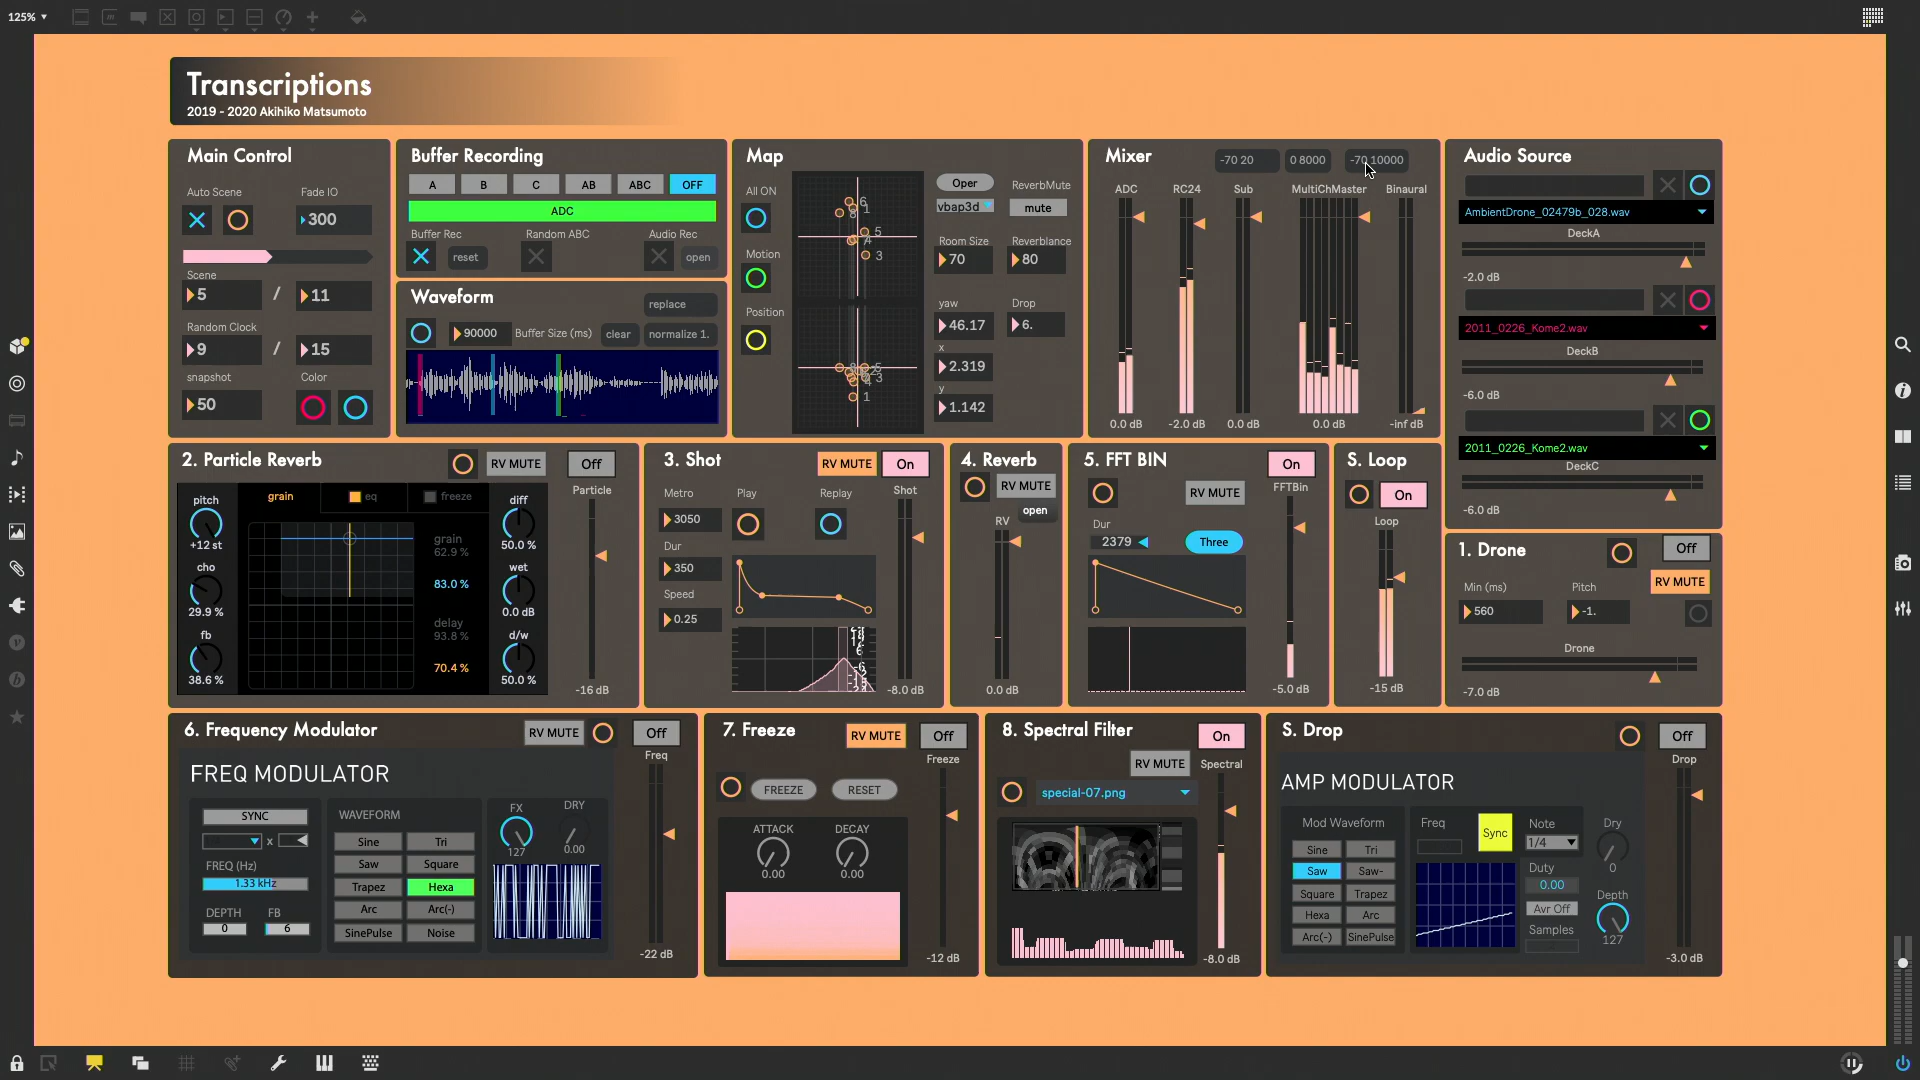 125%
Transcriptions
2019 - 2020 Akihiko Matsumoto
Main Control
Auto Scene
Fade IO
300
Scene
5
/
11
Random Clock
9
/
15
snapshot
Color
50
Buffer Recording
A
B
C
AB
ABC
OFF
ADC
Buffer Rec
Random ABC
Audio Rec
reset
open
Waveform
replace
90000
Buffer Size (ms)
clear
normalize 1.
Map
All ON
Motion
Position
6
1
8
5
4
3
3
4
1
Oper
ReverbMute
vbap3d
mute
Room Size
Reverblance
70
80
yaw
Drop
46.17
6.
x
2.319
y
1.142
Mixer
-70 20
0 8000
-70 10000
ADC
RC24
Sub
MultiChMaster
Binaural
0.0 dB
-2.0 dB
0.0 dB
0.0 dB
-inf dB
Audio Source
AmbientDrone_02479b_028.wav
DeckA
-2.0 dB
2011_0226_Kome2.wav
DeckB
-6.0 dB
2011_0226_Kome2.wav
DeckC
-6.0 dB
2. Particle Reverb
RV MUTE
Off
Particle
pitch
+12 st
cho
29.9 %
fb
38.6 %
grain
eq
freeze
grain
62.9 %
83.0 %
delay
93.8 %
70.4 %
diff
50.0 %
wet
0.0 dB
d/w
50.0 %
-16 dB
3. Shot
RV MUTE
On
Metro
Play
Replay
Shot
3050
Dur
350
Speed
0.25
-8.0 dB
4. Reverb
RV MUTE
open
RV
0.0 dB
5. FFT BIN
On
RV MUTE
FFTBin
Dur
2379
Three
-5.0 dB
S. Loop
On
Loop
-15 dB
1. Drone
Off
Min (ms)
Pitch
RV MUTE
560
-1.
Drone
-7.0 dB
6. Frequency Modulator
RV MUTE
Off
Freq
FREQ MODULATOR
SYNC
x
FREQ (Hz)
1.33 kHz
DEPTH
FB
0
6
WAVEFORM
Sine
Tri
Saw
Square
Trapez
Hexa
Arc
Arc(-)
SinePulse
Noise
FX
127
DRY
0.00
-22 dB
7. Freeze
RV MUTE
Off
Freeze
FREEZE
RESET
ATTACK
DECAY
0.00
0.00
-12 dB
8. Spectral Filter
On
RV MUTE
Spectral
special-07.png
-8.0 dB
S. Drop
Off
Drop
AMP MODULATOR
Mod Waveform
Sine
Tri
Saw
Saw-
Square
Trapez
Hexa
Arc
Arc(-)
SinePulse
Freq
Sync
Note
1/4
Duty
0.00
Avr Off
Samples
Dry
0
Depth
127
-3.0 dB